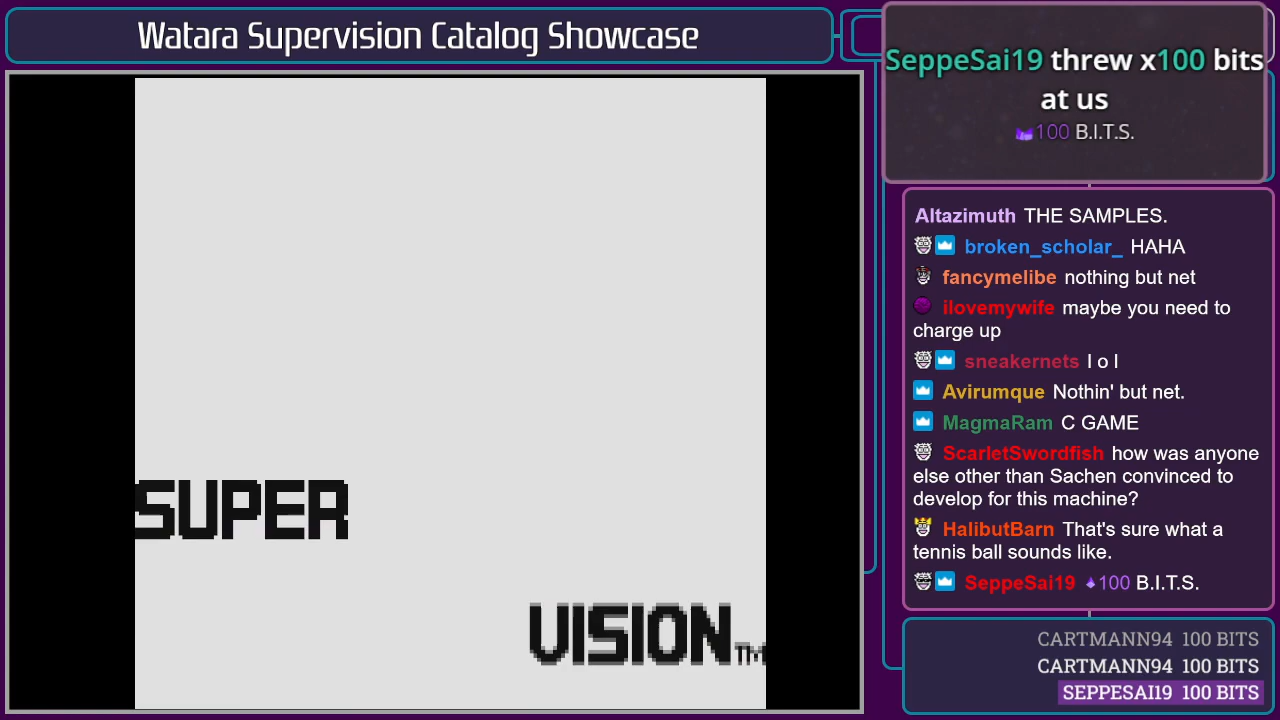 Watara Supervision Catalog Showcase
SeppeSai19 threw x100 bits
at us
100 B.I.T.S.
SUPER
VISION TM
Altazimuth THE SAMPLES.
broken_scholar_ HAHA
fancymelibe nothing but net
ilovemywife maybe you need to
charge up
sneakernets l o l
Avirumque Nothin' but net.
MagmaRam C GAME
ScarletSwordfish how was anyone
else other than Sachen convinced to
develop for this machine?
HalibutBarn That's sure what a
tennis ball sounds like.
SeppeSai19 100 B.I.T.S.
CARTMANN94 100 BITS
CARTMANN94 100 BITS
SEPPESAI19 100 BITS